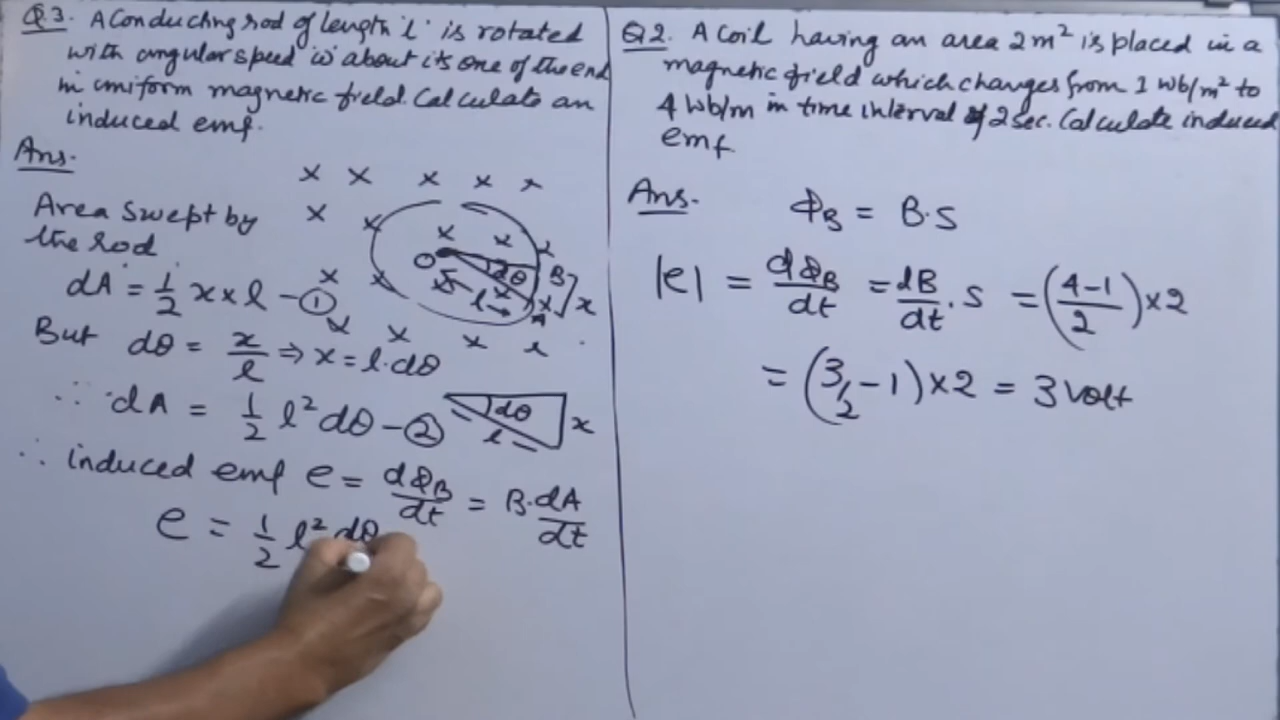 Q.3. A Conducting rod of length 'l' is rotated
with angular speed 'ω' about its one of the end
in uniform magnetic field. Calculate an
induced emf.
Ans.
Area swept by
the rod
dA = 1/2 x × l - ①
But dθ = x/l ⇒ x = l·dθ
∴ dA = 1/2 l² dθ - ②
∴ induced emf e = dΦB/dt = B·dA/dt
e = 1/2 l² dθ
x x x x x
x x x x x
O dθ B
l x
A
x x x x x
x x x x
dθ x
l
Q2. A coil having an area 2m² is placed in a
magnetic field which changes from 1 wb/m² to
4 wb/m in time interval of 2 sec. Calculate induced
emf
Ans. ΦB = B·S
|e| = dΦB/dt = dB/dt · S = (4-1/2) × 2
= (3/2 - 1) × 2 = 3 volt